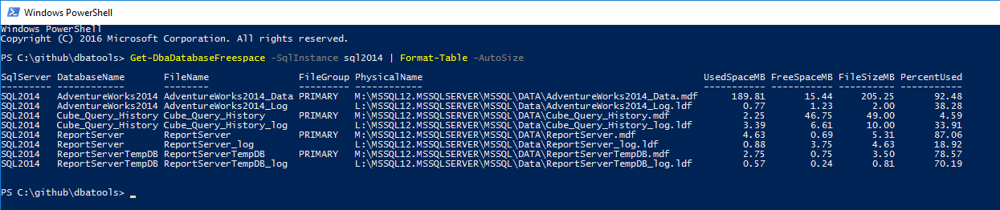 Windows PowerShell
Windows PowerShell
Copyright (C) 2016 Microsoft Corporation. All rights reserved.
PS C:\github\dbatools> Get-DbaDatabaseFreespace -SqlInstance sql2014 | Format-Table -AutoSize
SqlServer DatabaseName FileName FileGroup PhysicalName UsedSpaceMB FreeSpaceMB FileSizeMB PercentUsed
--------- ------------ -------- --------- ------------ ----------- ----------- ---------- -----------
SQL2014 AdventureWorks2014 AdventureWorks2014_Data PRIMARY M:\MSSQL12.MSSQLSERVER\MSSQL\DATA\AdventureWorks2014_Data.mdf 189.81 15.44 205.25 92.48
SQL2014 AdventureWorks2014 AdventureWorks2014_Log L:\MSSQL12.MSSQLSERVER\MSSQL\DATA\AdventureWorks2014_Log.ldf 0.77 1.23 2.00 38.28
SQL2014 Cube_Query_History Cube_Query_History PRIMARY M:\MSSQL12.MSSQLSERVER\MSSQL\DATA\Cube_Query_History.mdf 2.25 46.75 49.00 4.59
SQL2014 Cube_Query_History Cube_Query_History_log L:\MSSQL12.MSSQLSERVER\MSSQL\Data\Cube_Query_History_log.ldf 3.39 6.61 10.00 33.91
SQL2014 ReportServer ReportServer PRIMARY M:\MSSQL12.MSSQLSERVER\MSSQL\DATA\ReportServer.mdf 4.63 0.69 5.31 87.06
SQL2014 ReportServer ReportServer_log L:\MSSQL12.MSSQLSERVER\MSSQL\Data\ReportServer_log.ldf 0.88 3.75 4.63 18.92
SQL2014 ReportServerTempDB ReportServerTempDB PRIMARY M:\MSSQL12.MSSQLSERVER\MSSQL\DATA\ReportServerTempDB.mdf 2.75 0.75 3.50 78.57
SQL2014 ReportServerTempDB ReportServerTempDB_log L:\MSSQL12.MSSQLSERVER\MSSQL\Data\ReportServerTempDB_log.ldf 0.57 0.24 0.81 70.19
PS C:\github\dbatools>